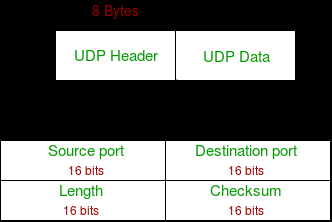 8 Bytes
UDP Header UDP Data
Source port Destination port
16 bits 16 bits
Length Checksum
16 bits 16 bits